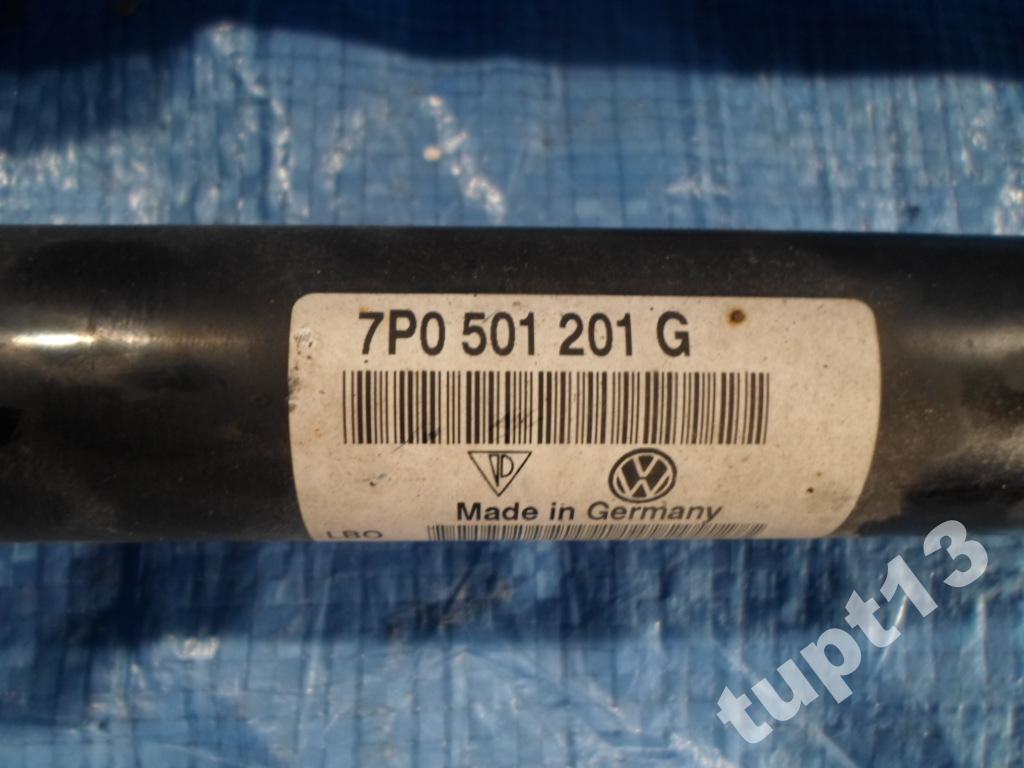 7P0 501 201 G
Made in Germany
LBO
tupt13